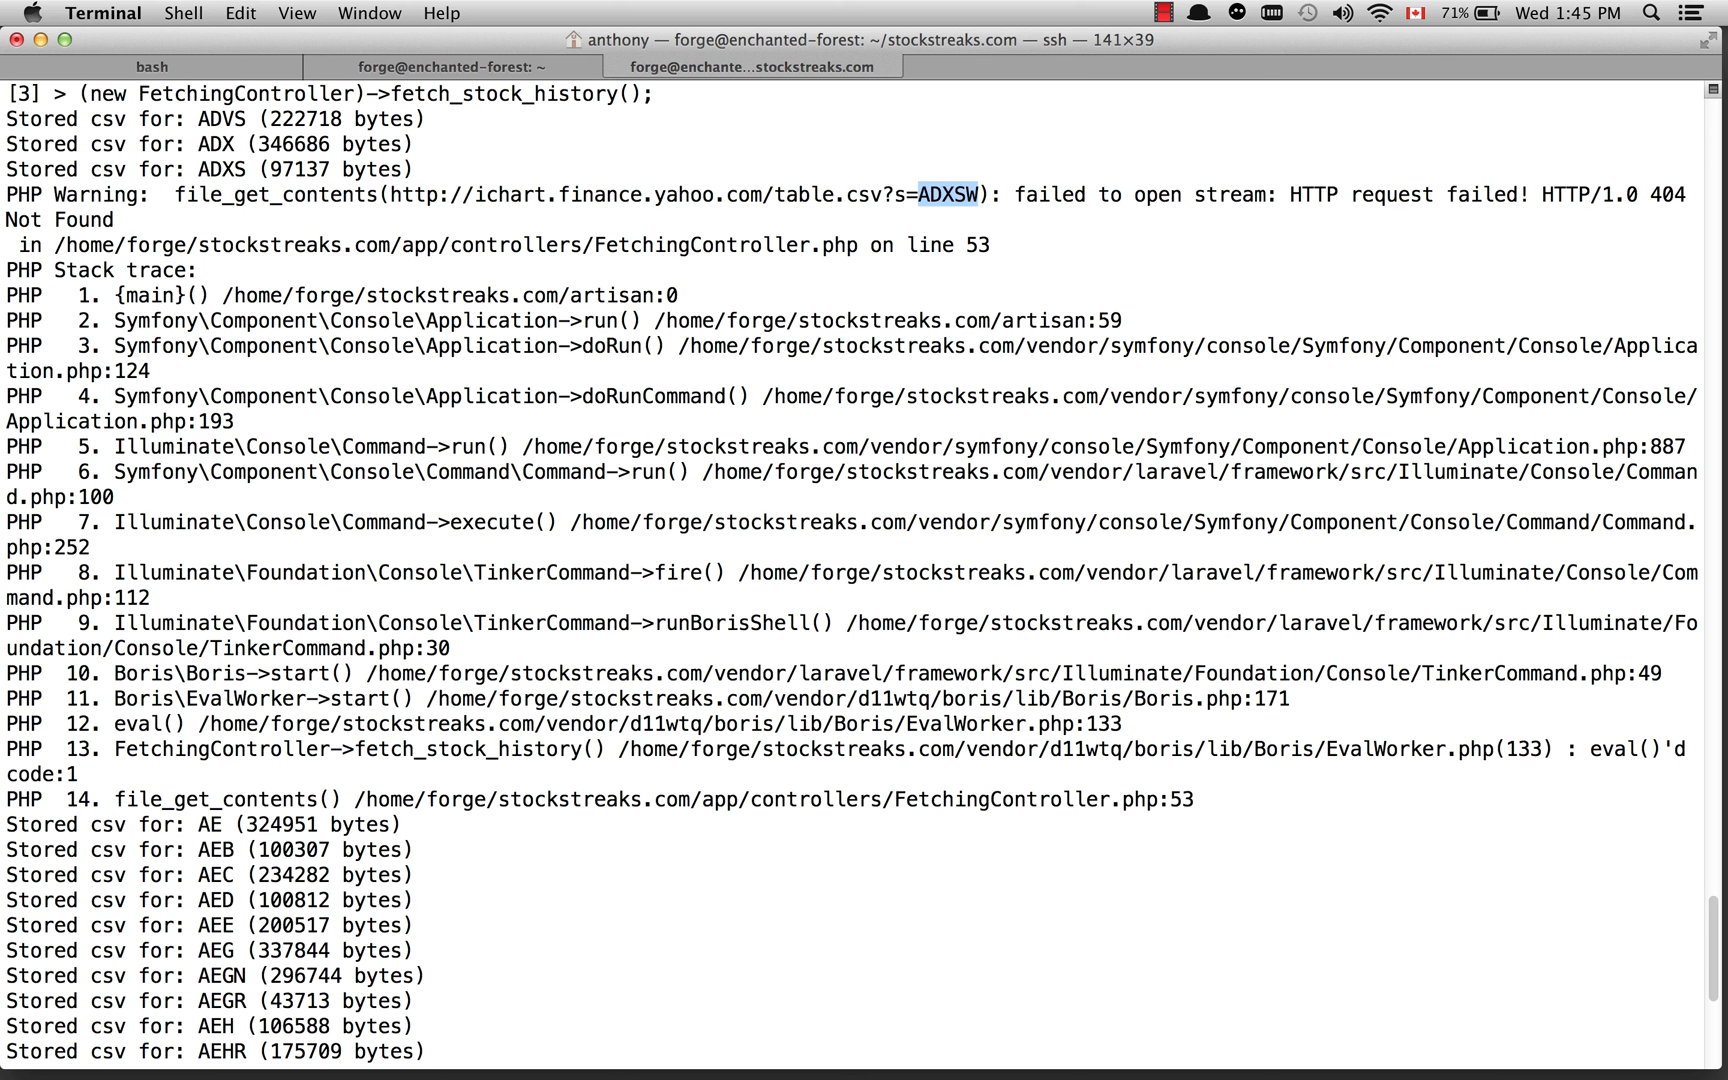 Terminal Shell Edit View Window Help 71% Wed 1:45 PM
anthony — forge@enchanted-forest: ~/stockstreaks.com — ssh — 141×39
bash forge@enchanted-forest: ~ forge@enchante...stockstreaks.com
[3] > (new FetchingController)->fetch_stock_history();
Stored csv for: ADVS (222718 bytes)
Stored csv for: ADX (346686 bytes)
Stored csv for: ADXS (97137 bytes)
PHP Warning:  file_get_contents(http://ichart.finance.yahoo.com/table.csv?s=ADXSW): failed to open stream: HTTP request failed! HTTP/1.0 404
Not Found
 in /home/forge/stockstreaks.com/app/controllers/FetchingController.php on line 53
PHP Stack trace:
PHP   1. {main}() /home/forge/stockstreaks.com/artisan:0
PHP   2. Symfony\Component\Console\Application->run() /home/forge/stockstreaks.com/artisan:59
PHP   3. Symfony\Component\Console\Application->doRun() /home/forge/stockstreaks.com/vendor/symfony/console/Symfony/Component/Console/Applica
tion.php:124
PHP   4. Symfony\Component\Console\Application->doRunCommand() /home/forge/stockstreaks.com/vendor/symfony/console/Symfony/Component/Console/
Application.php:193
PHP   5. Illuminate\Console\Command->run() /home/forge/stockstreaks.com/vendor/symfony/console/Symfony/Component/Console/Application.php:887
PHP   6. Symfony\Component\Console\Command\Command->run() /home/forge/stockstreaks.com/vendor/laravel/framework/src/Illuminate/Console/Comman
d.php:100
PHP   7. Illuminate\Console\Command->execute() /home/forge/stockstreaks.com/vendor/symfony/console/Symfony/Component/Console/Command/Command.
php:252
PHP   8. Illuminate\Foundation\Console\TinkerCommand->fire() /home/forge/stockstreaks.com/vendor/laravel/framework/src/Illuminate/Console/Com
mand.php:112
PHP   9. Illuminate\Foundation\Console\TinkerCommand->runBorisShell() /home/forge/stockstreaks.com/vendor/laravel/framework/src/Illuminate/Fo
undation/Console/TinkerCommand.php:30
PHP  10. Boris\Boris->start() /home/forge/stockstreaks.com/vendor/laravel/framework/src/Illuminate/Foundation/Console/TinkerCommand.php:49
PHP  11. Boris\EvalWorker->start() /home/forge/stockstreaks.com/vendor/d11wtq/boris/lib/Boris/Boris.php:171
PHP  12. eval() /home/forge/stockstreaks.com/vendor/d11wtq/boris/lib/Boris/EvalWorker.php:133
PHP  13. FetchingController->fetch_stock_history() /home/forge/stockstreaks.com/vendor/d11wtq/boris/lib/Boris/EvalWorker.php(133) : eval()'d
code:1
PHP  14. file_get_contents() /home/forge/stockstreaks.com/app/controllers/FetchingController.php:53
Stored csv for: AE (324951 bytes)
Stored csv for: AEB (100307 bytes)
Stored csv for: AEC (234282 bytes)
Stored csv for: AED (100812 bytes)
Stored csv for: AEE (200517 bytes)
Stored csv for: AEG (337844 bytes)
Stored csv for: AEGN (296744 bytes)
Stored csv for: AEGR (43713 bytes)
Stored csv for: AEH (106588 bytes)
Stored csv for: AEHR (175709 bytes)